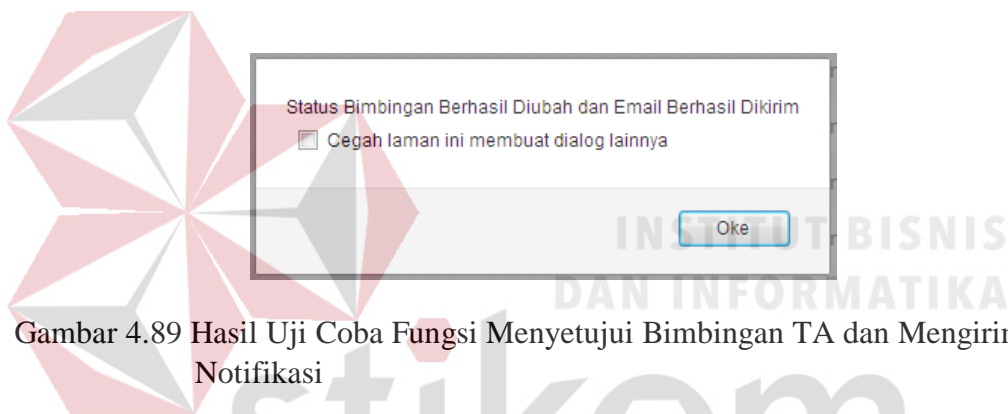 Status Bimbingan Berhasil Diubah dan Email Berhasil Dikirim
Cegah laman ini membuat dialog lainnya
Oke
INSTITUT BISNIS
DAN INFORMATIKA
Gambar 4.89 Hasil Uji Coba Fungsi Menyetujui Bimbingan TA dan Mengirim
Notifikasi
stikom